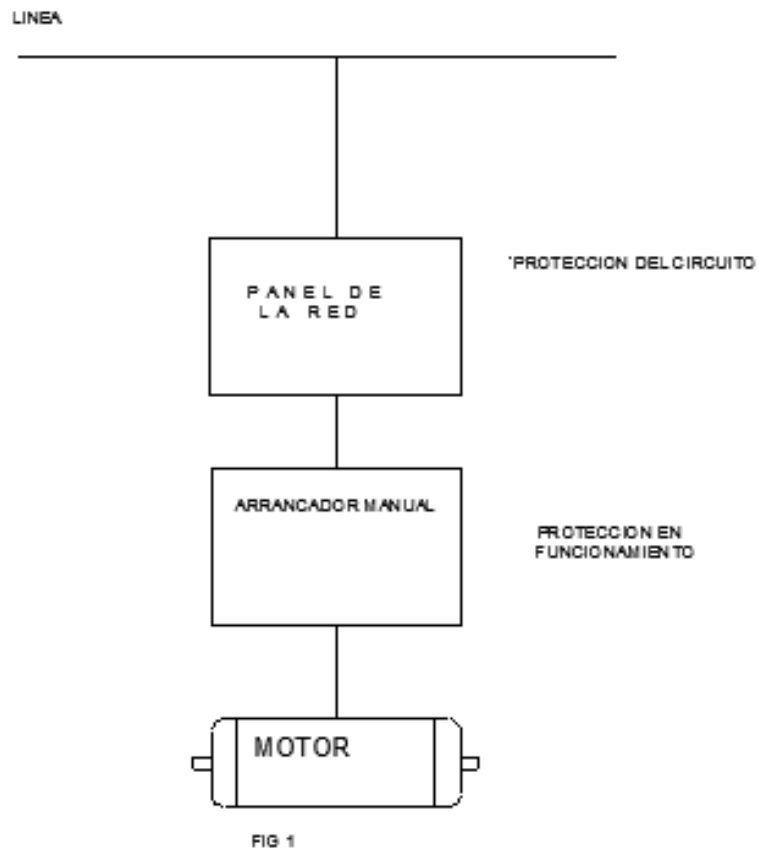 LINEA
PANEL DE
LA RED
'PROTECCION DEL CIRCUITO
ARRANCADOR MANUAL
PROTECCION EN
FUNCIONAMIENTO
MOTOR
FIG 1